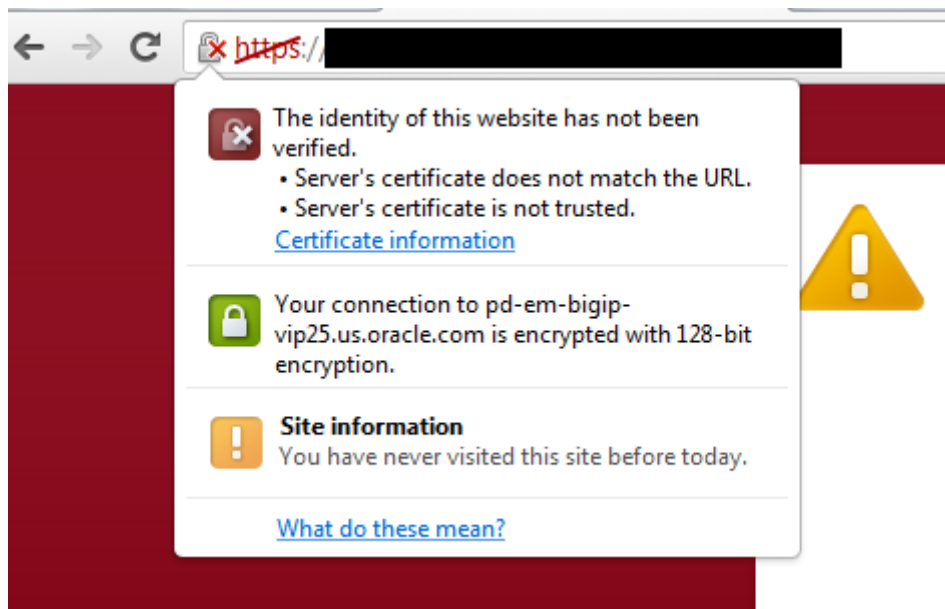 https://
The identity of this website has not been
verified.
• Server's certificate does not match the URL.
• Server's certificate is not trusted.
Certificate information
Your connection to pd-em-bigip-
vip25.us.oracle.com is encrypted with 128-bit
encryption.
Site information
You have never visited this site before today.
What do these mean?